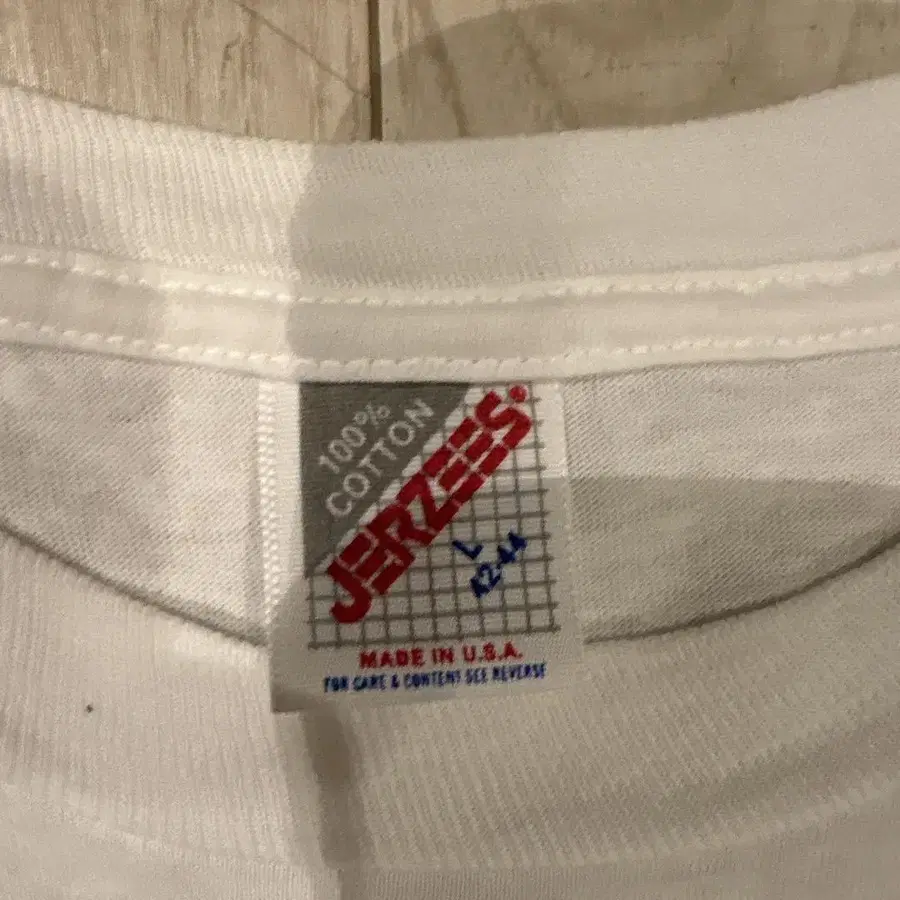 100%
COTTON
JERZEES®
L
42-44
MADE IN U.S.A.
FOR CARE & CONTENT SEE REVERSE